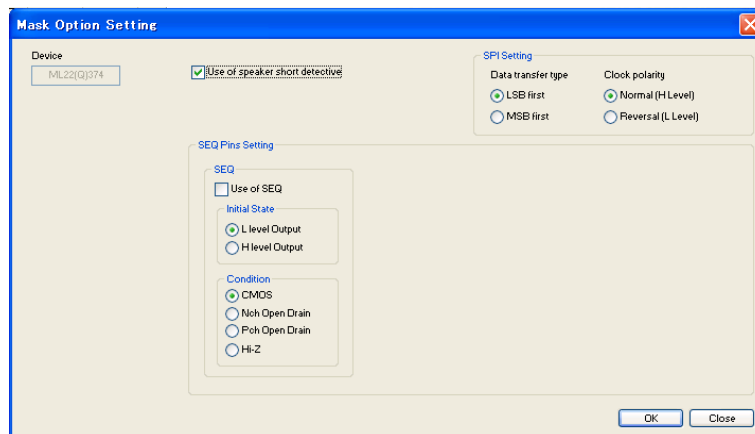 Mask Option Setting
Device
ML22(Q)374
Use of speaker short detective
SPI Setting
Data transfer type
Clock polarity
LSB first
Normal (H Level)
MSB first
Reversal (L Level)
SEQ Pins Setting
SEQ
Use of SEQ
Initial State
L level Output
H level Output
Condition
CMOS
Nch Open Drain
Pch Open Drain
Hi-Z
OK
Close